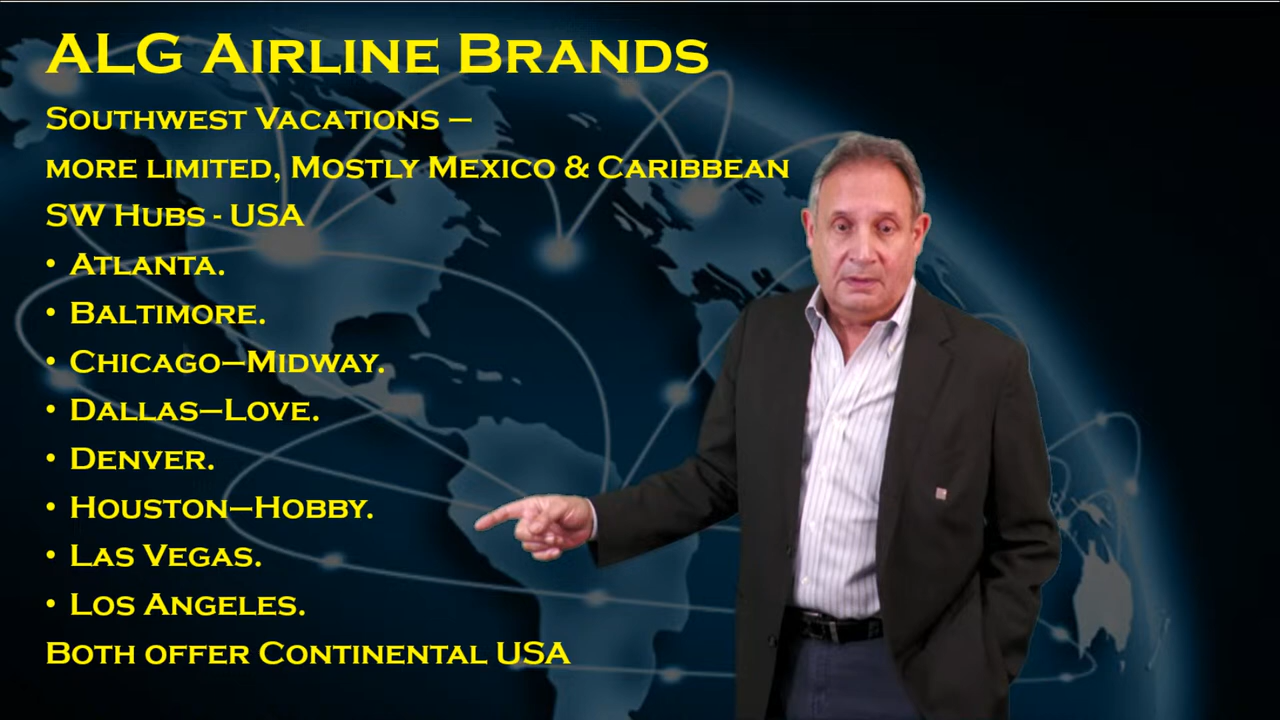 ALG Airline Brands
Southwest Vacations –
more limited, Mostly Mexico & Caribbean
SW Hubs - USA
• Atlanta.
• Baltimore.
• Chicago–Midway.
• Dallas–Love.
• Denver.
• Houston–Hobby.
• Las Vegas.
• Los Angeles.
Both offer Continental USA